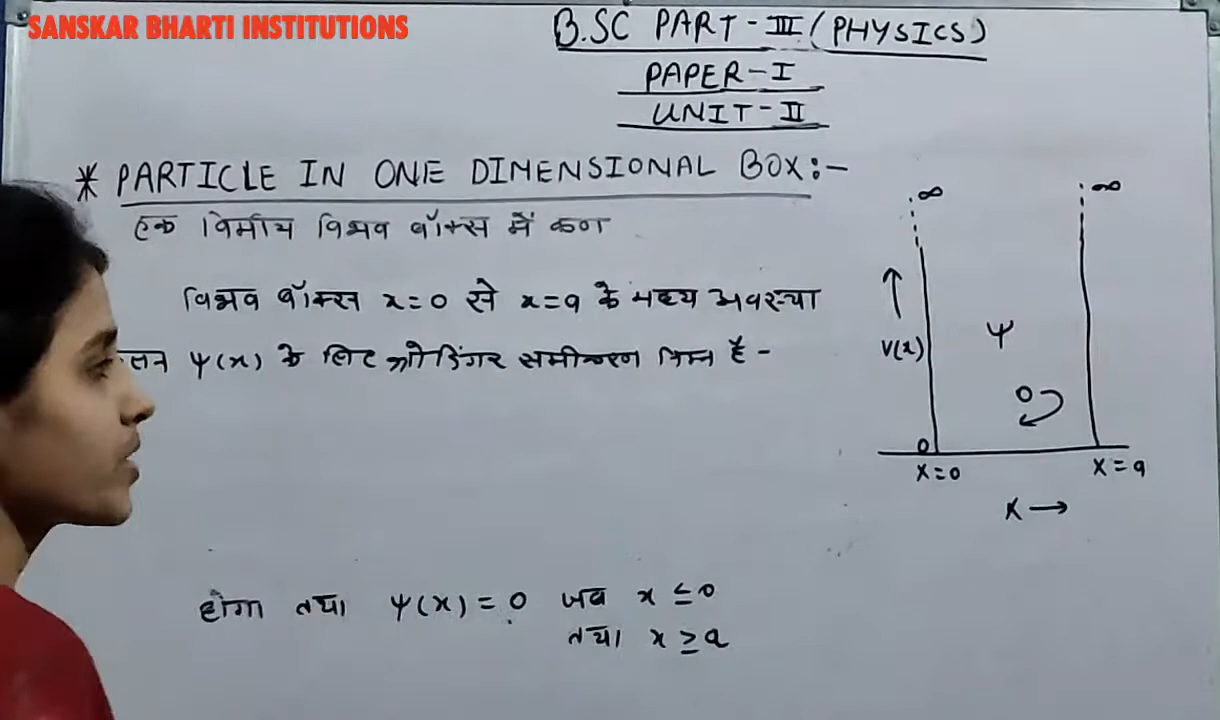 SANSKAR BHARTI INSTITUTIONS
B.SC PART-III (PHYSICS)
PAPER-I
UNIT-II
* PARTICLE IN ONE DIMENSIONAL BOX:-
एक विमीय विभव बॉक्स में कण
विभव बॉक्स x=0 से x=a के मध्य अवस्था
लन ψ(x) के लिए श्रोडिंगर समीकरण निम्न है -
होगा तथा ψ(x) = 0 जब x ≤ 0
तथा x ≥ a
∞ ∞
V(x) ψ
0
X=0 X=a
X →